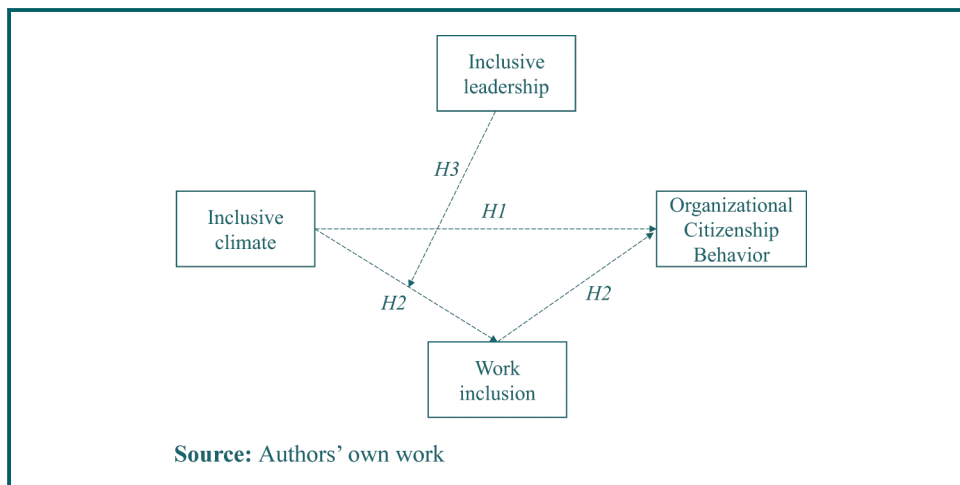 Inclusive
leadership
H3
Inclusive
climate
H1
Organizational
Citizenship
Behavior
H2
H2
Work
inclusion
Source: Authors’ own work